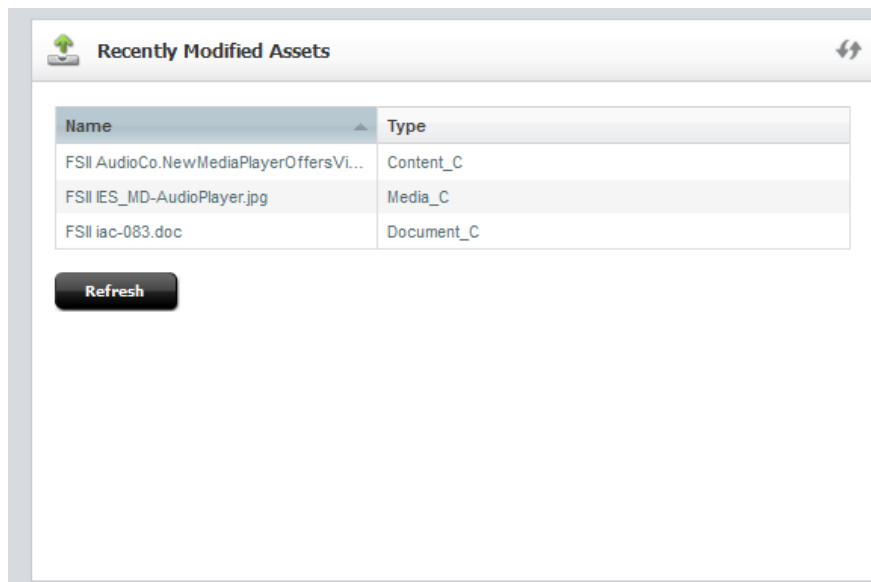 Recently Modified Assets
Name Type
FSII AudioCo.NewMediaPlayerOffersVi... Content_C
FSII IES_MD-AudioPlayer.jpg Media_C
FSII iac-083.doc Document_C
Refresh